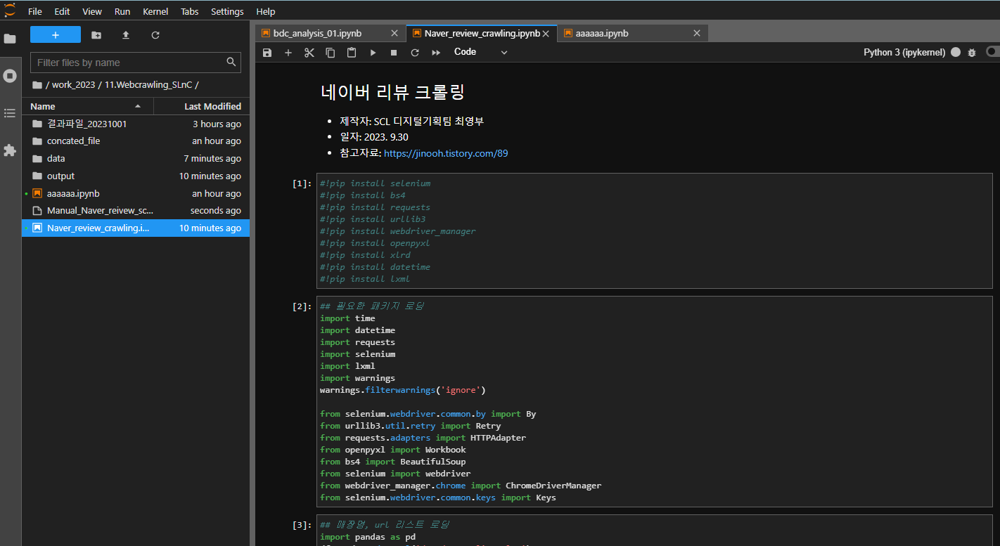 File Edit View Run Kernel Tabs Settings Help
Filter files by name
/ work_2023 / 11.Webcrawling_SLnC /
Name Last Modified
결과파일_20231001 3 hours ago
concated_file an hour ago
data 7 minutes ago
output 10 minutes ago
aaaaaa.ipynb an hour ago
Manual_Naver_reivew_sc... seconds ago
Naver_review_crawling.i... 10 minutes ago
bdc_analysis_01.ipynb Naver_review_crawling.ipynb aaaaaa.ipynb
Code Python 3 (ipykernel)
네이버 리뷰 크롤링
• 제작자: SCL 디지털기획팀 최영부
• 일자: 2023. 9.30
• 참고자료: https://jinooh.tistory.com/89
[1]: #!pip install selenium
#!pip install bs4
#!pip install requests
#!pip install urllib3
#!pip install webdriver_manager
#!pip install openpyxl
#!pip install xlrd
#!pip install datetime
#!pip install lxml
[2]: ## 필요한 패키지 로딩
import time
import datetime
import requests
import selenium
import lxml
import warnings
warnings.filterwarnings('ignore')
from selenium.webdriver.common.by import By
from urllib3.util.retry import Retry
from requests.adapters import HTTPAdapter
from openpyxl import Workbook
from bs4 import BeautifulSoup
from selenium import webdriver
from webdriver_manager.chrome import ChromeDriverManager
from selenium.webdriver.common.keys import Keys
[3]: ## 매장명, url 리스트 로딩
import pandas as pd